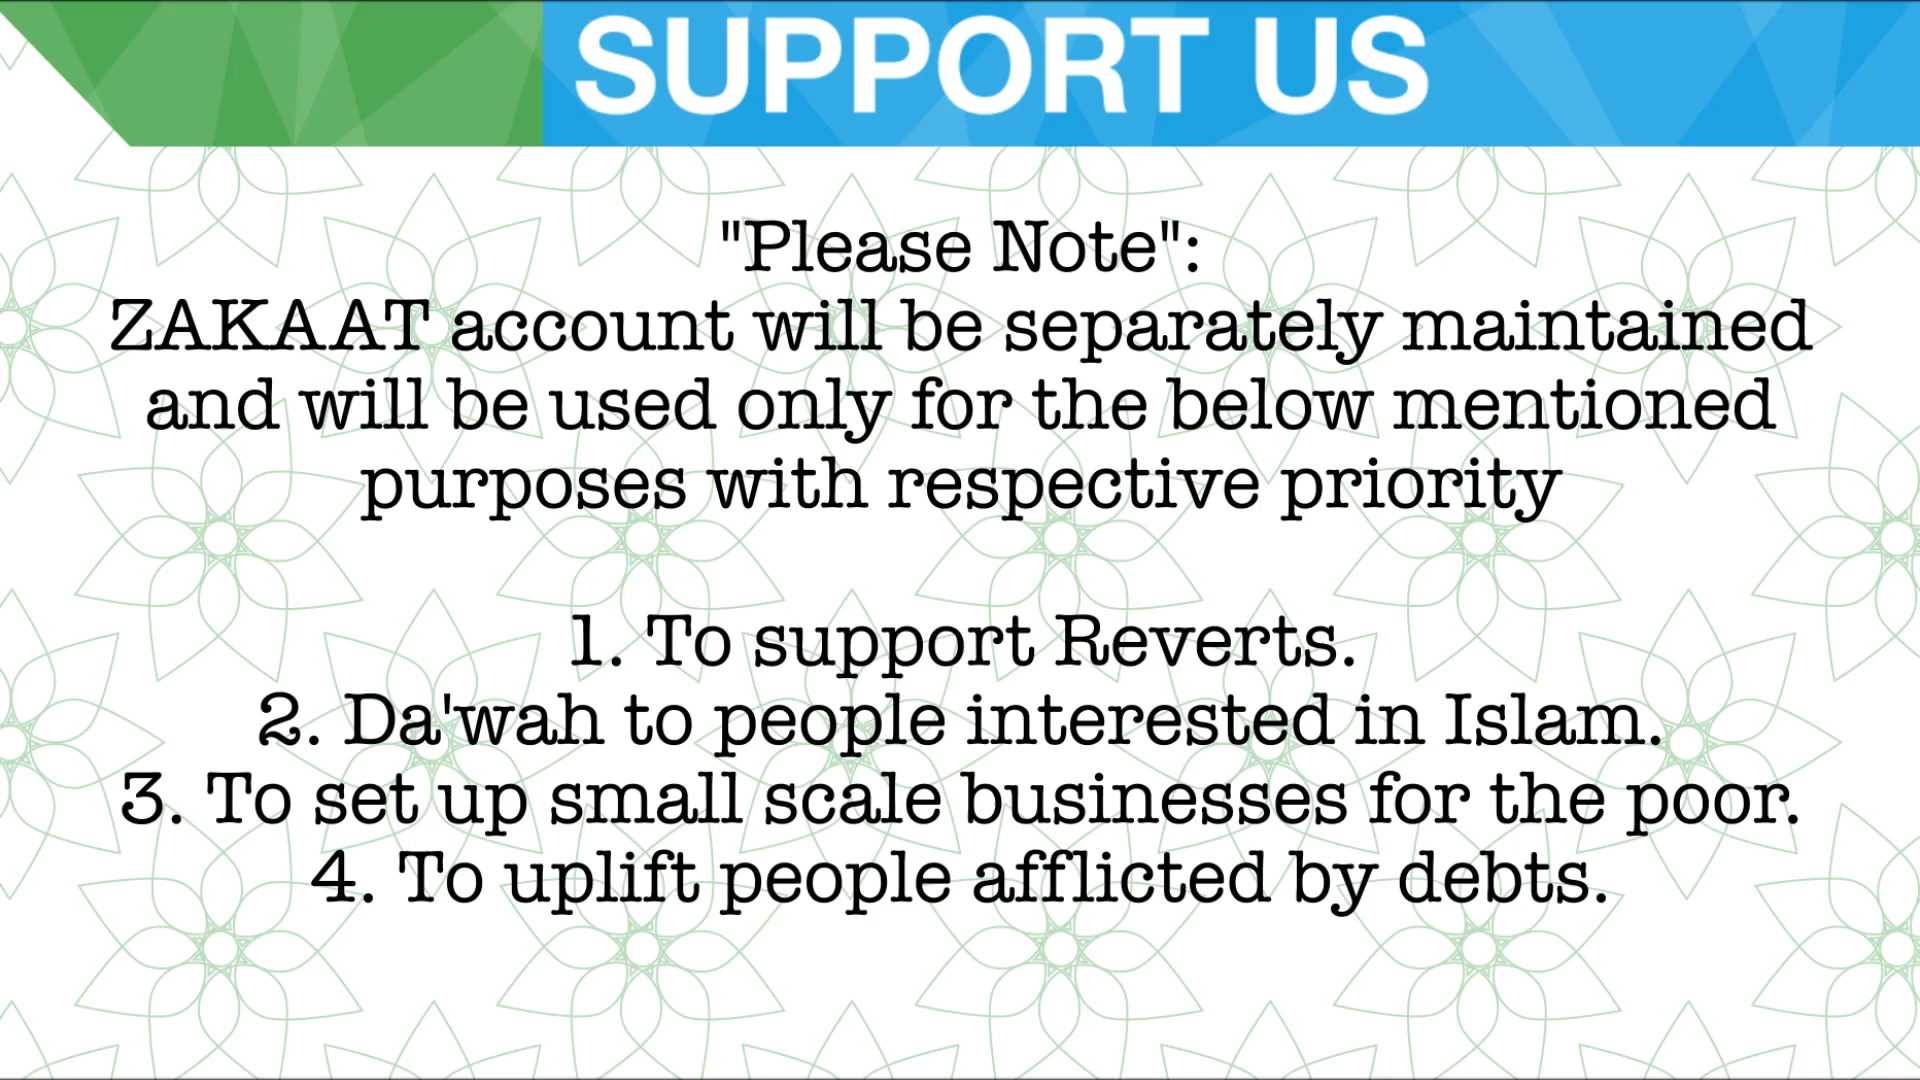 SUPPORT US
"Please Note":
ZAKAAT account will be separately maintained
and will be used only for the below mentioned
purposes with respective priority
1. To support Reverts.
2. Da'wah to people interested in Islam.
3. To set up small scale businesses for the poor.
4. To uplift people afflicted by debts.